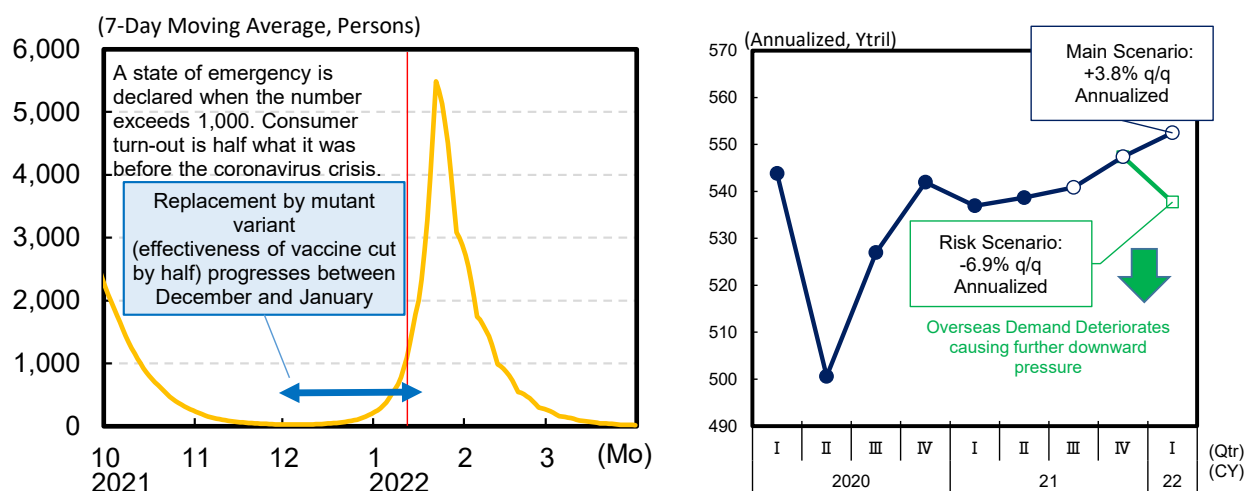 (7-Day Moving Average, Persons)
6,000
5,000
4,000
3,000
2,000
1,000
0
A state of emergency is
declared when the number
exceeds 1,000. Consumer
turn-out is half what it was
before the coronavirus crisis.
Replacement by mutant
variant
(effectiveness of vaccine cut
by half) progresses between
December and January
10 11 12 1 2 3 (Mo)
2021 2022
(Annualized, Ytril)
570
560
550
540
530
520
510
500
490
Main Scenario:
+3.8% q/q
Annualized
Risk Scenario:
-6.9% q/q
Annualized
Overseas Demand Deteriorates
causing further downward
pressure
Ⅰ Ⅱ Ⅲ Ⅳ Ⅰ Ⅱ Ⅲ Ⅳ Ⅰ (Qtr)
2020 21 22 (CY)